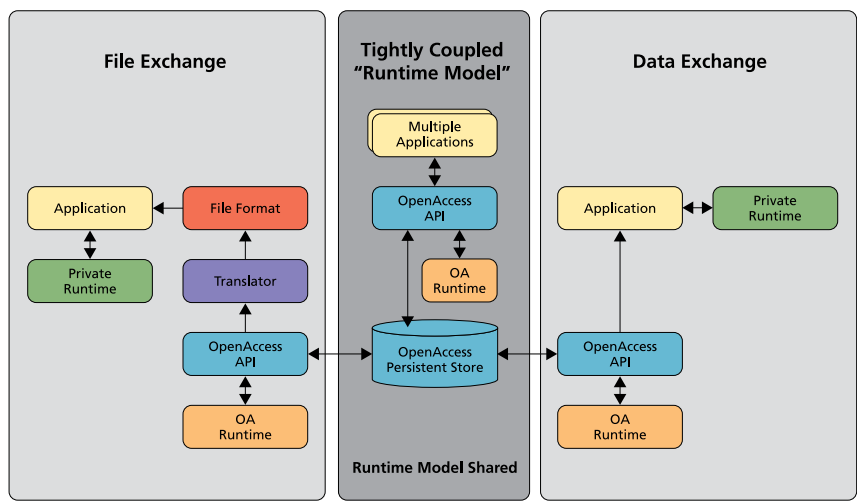 File Exchange
Application
File Format
Private
Runtime
Translator
OpenAccess
API
OA
Runtime
Tightly Coupled
“Runtime Model”
Multiple
Applications
OpenAccess
API
OA
Runtime
OpenAccess
Persistent Store
Runtime Model Shared
Data Exchange
Application
Private
Runtime
OpenAccess
API
OA
Runtime